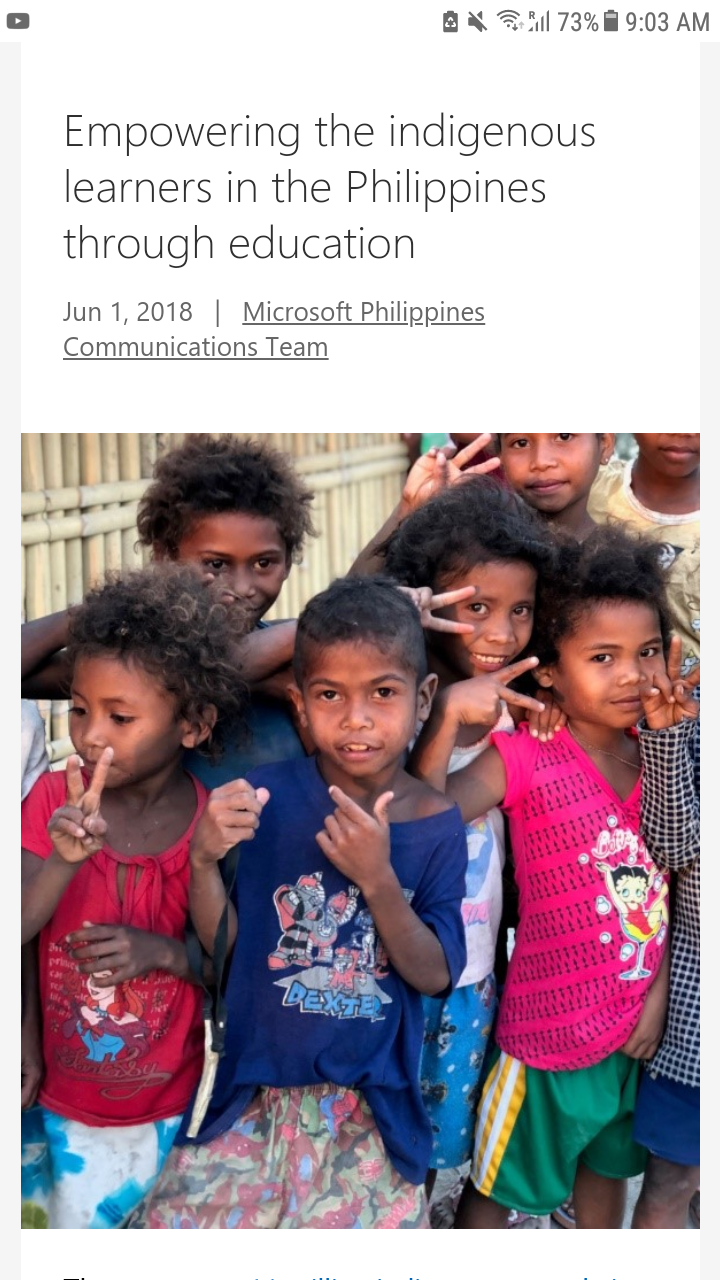 73% 9:03 AM
Empowering the indigenous
learners in the Philippines
through education
Jun 1, 2018 | Microsoft Philippines
Communications Team
DEXTE